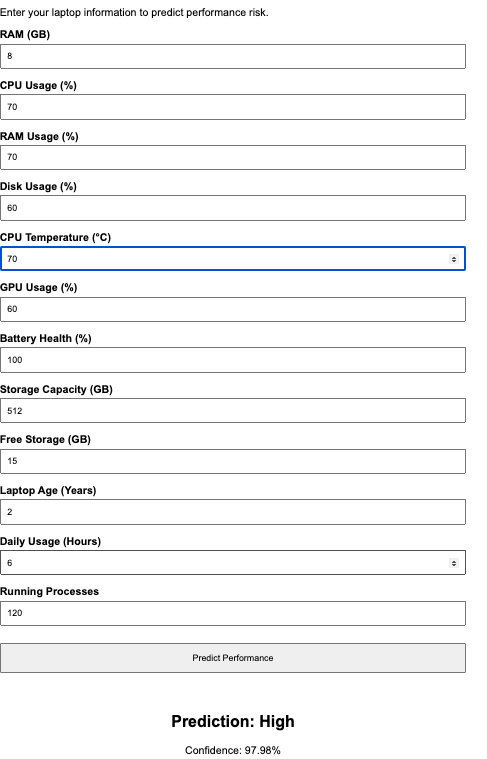 Enter your laptop information to predict performance risk.
RAM (GB)
8
CPU Usage (%)
70
RAM Usage (%)
70
Disk Usage (%)
60
CPU Temperature (°C)
70
GPU Usage (%)
60
Battery Health (%)
100
Storage Capacity (GB)
512
Free Storage (GB)
15
Laptop Age (Years)
2
Daily Usage (Hours)
6
Running Processes
120
Predict Performance
Prediction: High
Confidence: 97.98%